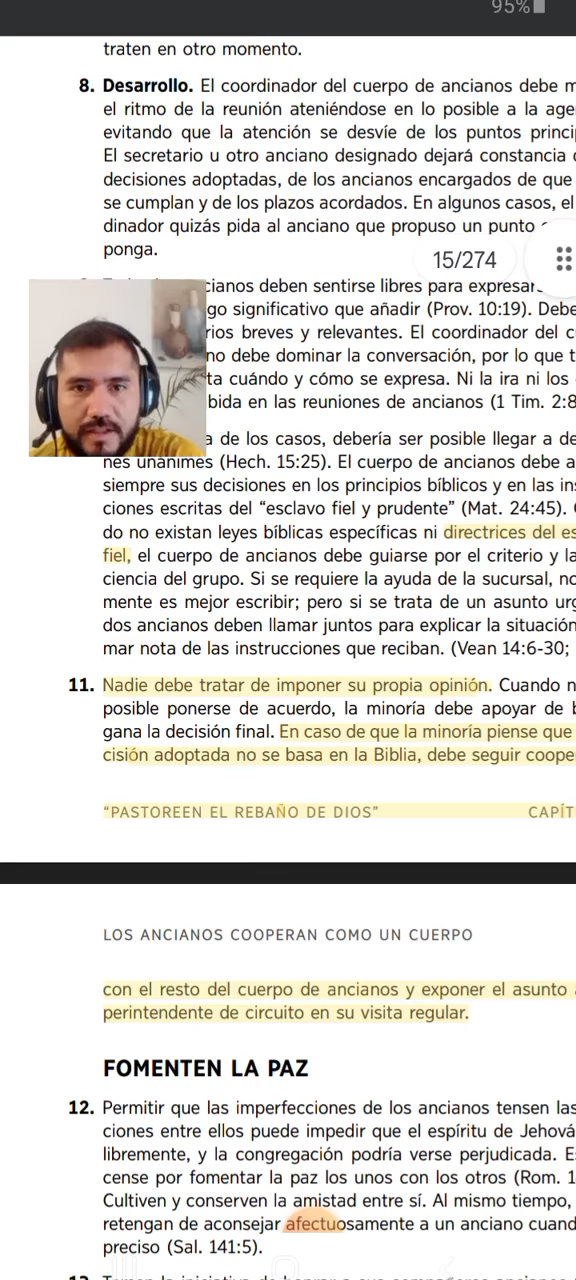 95%
traten en otro momento.
8. Desarrollo. El coordinador del cuerpo de ancianos debe m
el ritmo de la reunión ateniéndose en lo posible a la age
evitando que la atención se desvíe de los puntos princip
El secretario u otro anciano designado dejará constancia
decisiones adoptadas, de los ancianos encargados de que
se cumplan y de los plazos acordados. En algunos casos, el
dinador quizás pida al anciano que propuso un punto
ponga.
15/274
cianos deben sentirse libres para expresar
go significativo que añadir (Prov. 10:19). Debe
rios breves y relevantes. El coordinador del c
no debe dominar la conversación, por lo que t
ta cuándo y cómo se expresa. Ni la ira ni los
bida en las reuniones de ancianos (1 Tim. 2:8
a de los casos, debería ser posible llegar a de
nes unánimes (Hech. 15:25). El cuerpo de ancianos debe a
siempre sus decisiones en los principios bíblicos y en las ins
ciones escritas del “esclavo fiel y prudente” (Mat. 24:45). C
do no existan leyes bíblicas específicas ni directrices del es
fiel, el cuerpo de ancianos debe guiarse por el criterio y la
ciencia del grupo. Si se requiere la ayuda de la sucursal, no
mente es mejor escribir; pero si se trata de un asunto urg
dos ancianos deben llamar juntos para explicar la situación
mar nota de las instrucciones que reciban. (Vean 14:6-30;
11. Nadie debe tratar de imponer su propia opinión. Cuando n
posible ponerse de acuerdo, la minoría debe apoyar de b
gana la decisión final. En caso de que la minoría piense que
cisión adoptada no se basa en la Biblia, debe seguir coope
“PASTOREEN EL REBAÑO DE DIOS” CAPÍT
LOS ANCIANOS COOPERAN COMO UN CUERPO
con el resto del cuerpo de ancianos y exponer el asunto
perintendente de circuito en su visita regular.
FOMENTEN LA PAZ
12. Permitir que las imperfecciones de los ancianos tensen las
ciones entre ellos puede impedir que el espíritu de Jehová
libremente, y la congregación podría verse perjudicada. E
cense por fomentar la paz los unos con los otros (Rom. 1
Cultiven y conserven la amistad entre sí. Al mismo tiempo,
retengan de aconsejar afectuosamente a un anciano cuand
preciso (Sal. 141:5).